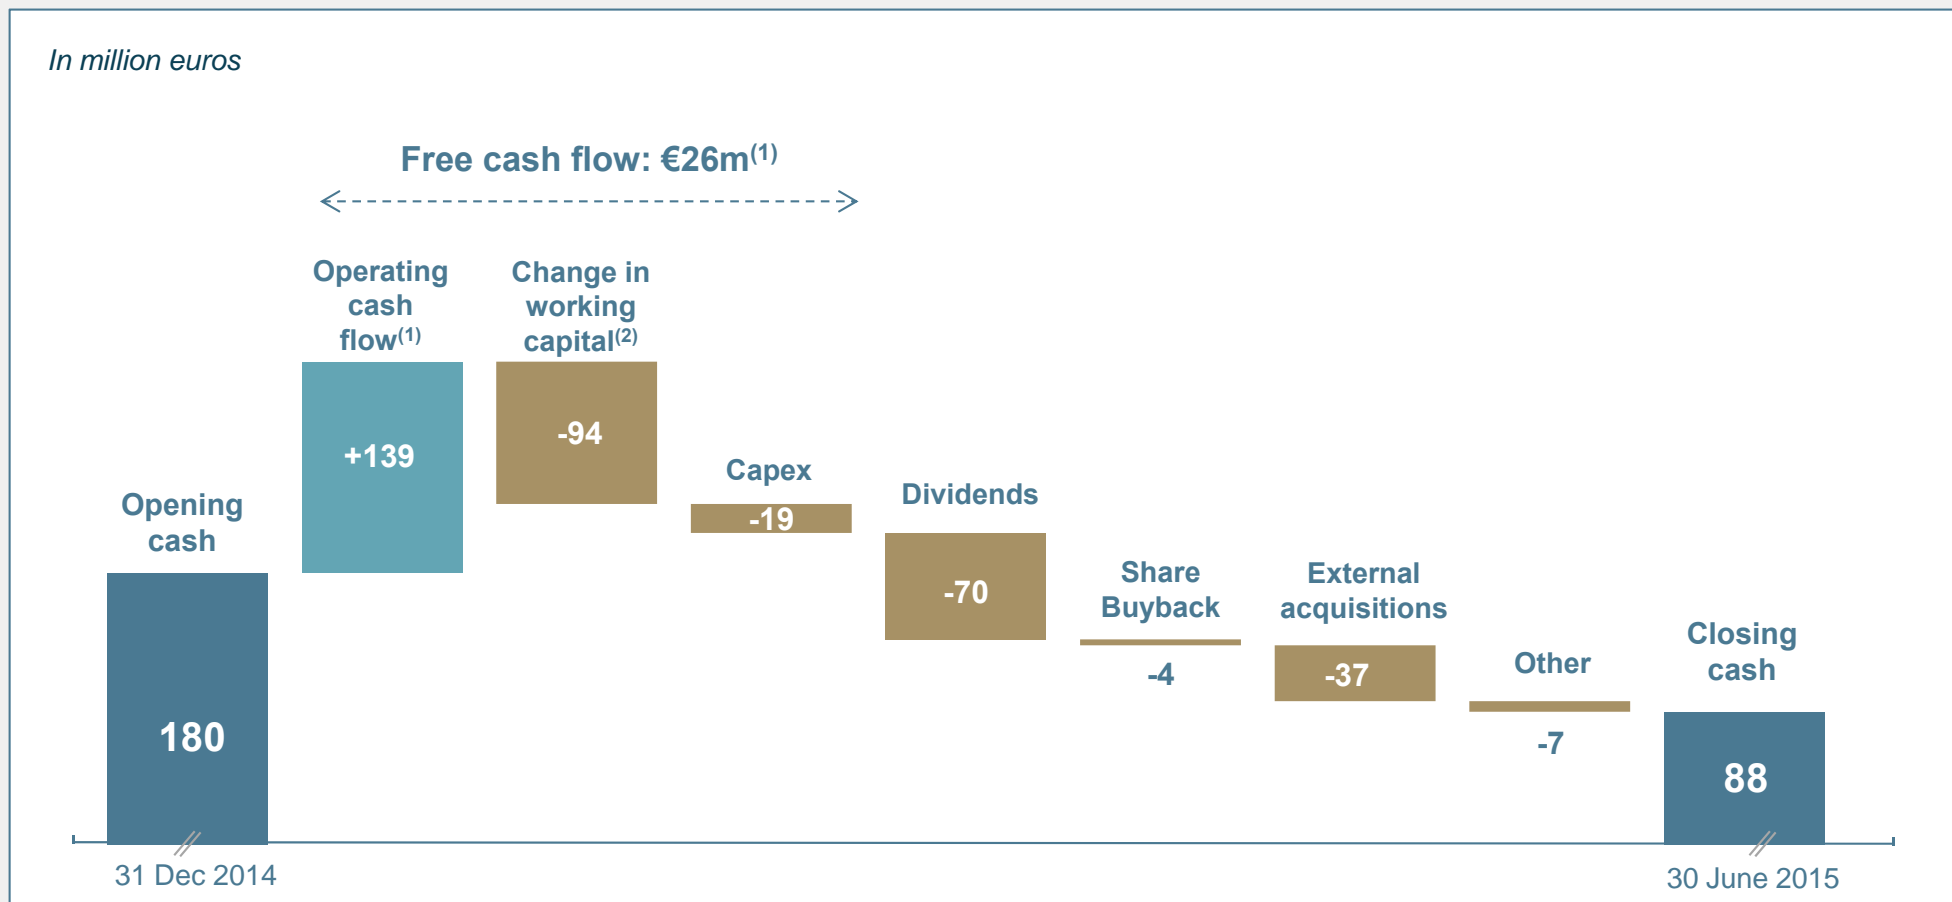 In million euros
Free cash flow: €26m(1)
Operating
cash
flow(1)
Change in
working
capital(2)
+139
-94
Capex
-19
Dividends
-70
Opening
cash
180
Share
Buyback
-4
External
acquisitions
-37
Other
-7
Closing
cash
88
31 Dec 2014
30 June 2015